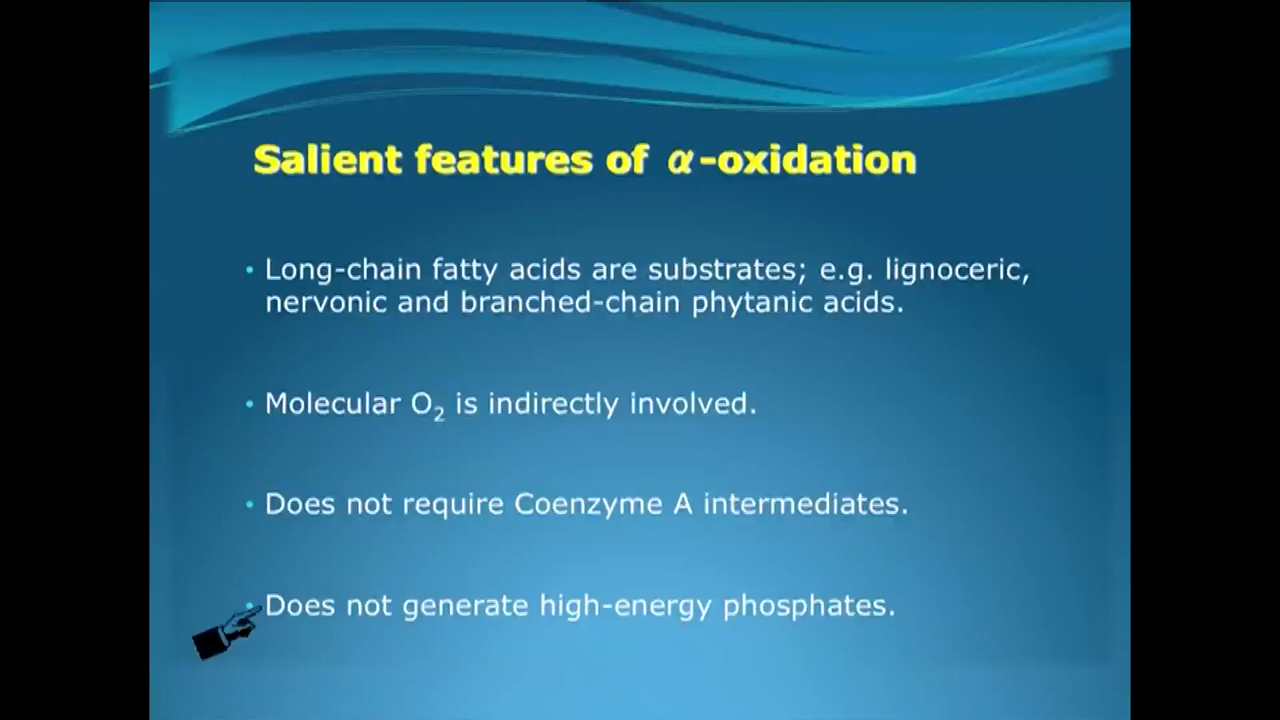 Salient features of α-oxidation
• Long-chain fatty acids are substrates; e.g. lignoceric,
nervonic and branched-chain phytanic acids.
• Molecular O₂ is indirectly involved.
• Does not require Coenzyme A intermediates.
• Does not generate high-energy phosphates.